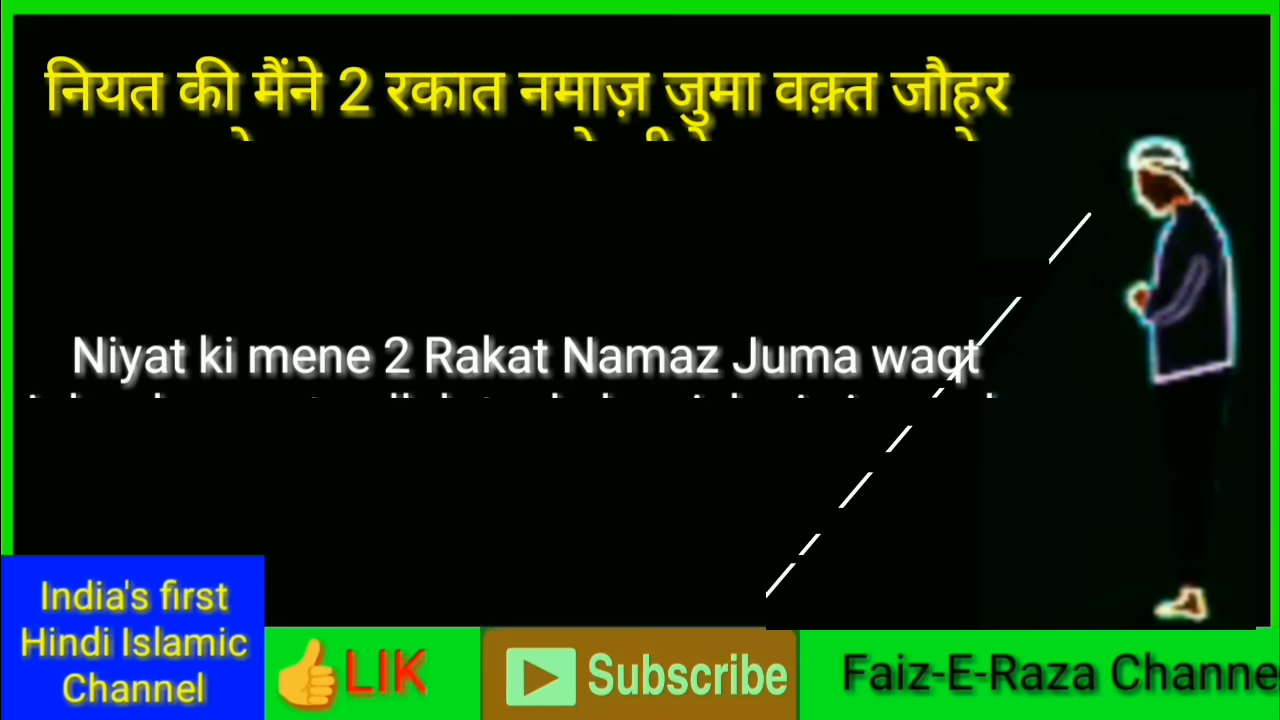 नियत की मैंने 2 रकात नमाज़ जुमा वक़्त जौहर
Niyat ki mene 2 Rakat Namaz Juma waqt
India's first
Hindi Islamic
Channel
LIK
Subscribe
Faiz-E-Raza Channe